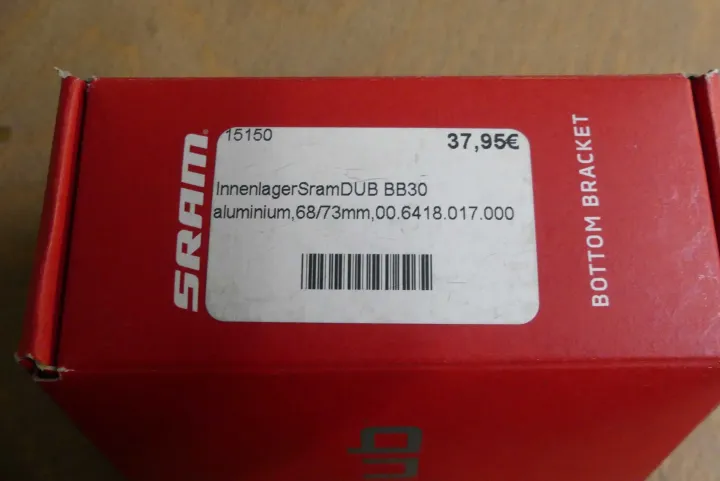 SRAM
15150
37,95€
InnenlagerSramDUB BB30
aluminium,68/73mm,00.6418.017.000
BOTTOM BRACKET